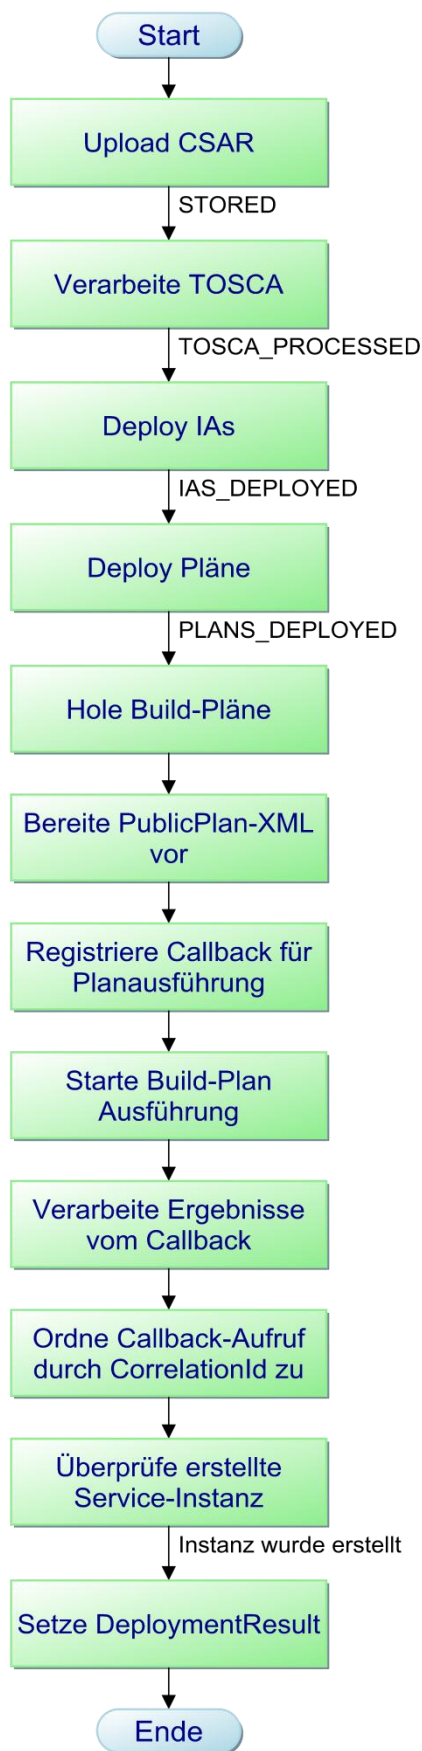 Start
Upload CSAR
STORED
Verarbeite TOSCA
TOSCA_PROCESSED
Deploy IAs
IAS_DEPLOYED
Deploy Pläne
PLANS_DEPLOYED
Hole Build-Pläne
Bereite PublicPlan-XML
vor
Registriere Callback für
Planausführung
Starte Build-Plan
Ausführung
Verarbeite Ergebnisse
vom Callback
Ordne Callback-Aufruf
durch CorrelationId zu
Überprüfe erstellte
Service-Instanz
Instanz wurde erstellt
Setze DeploymentResult
Ende